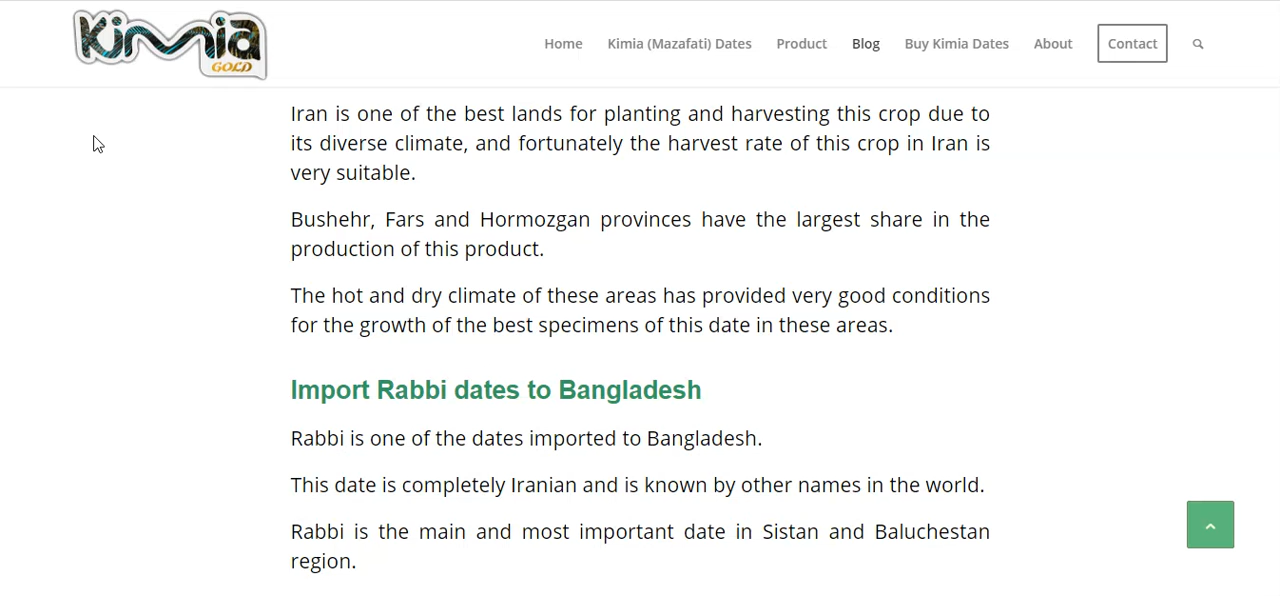 Kimia
GOLD
Home Kimia (Mazafati) Dates Product Blog Buy Kimia Dates About Contact
Iran is one of the best lands for planting and harvesting this crop due to
its diverse climate, and fortunately the harvest rate of this crop in Iran is
very suitable.
Bushehr, Fars and Hormozgan provinces have the largest share in the
production of this product.
The hot and dry climate of these areas has provided very good conditions
for the growth of the best specimens of this date in these areas.
Import Rabbi dates to Bangladesh
Rabbi is one of the dates imported to Bangladesh.
This date is completely Iranian and is known by other names in the world.
Rabbi is the main and most important date in Sistan and Baluchestan
region.